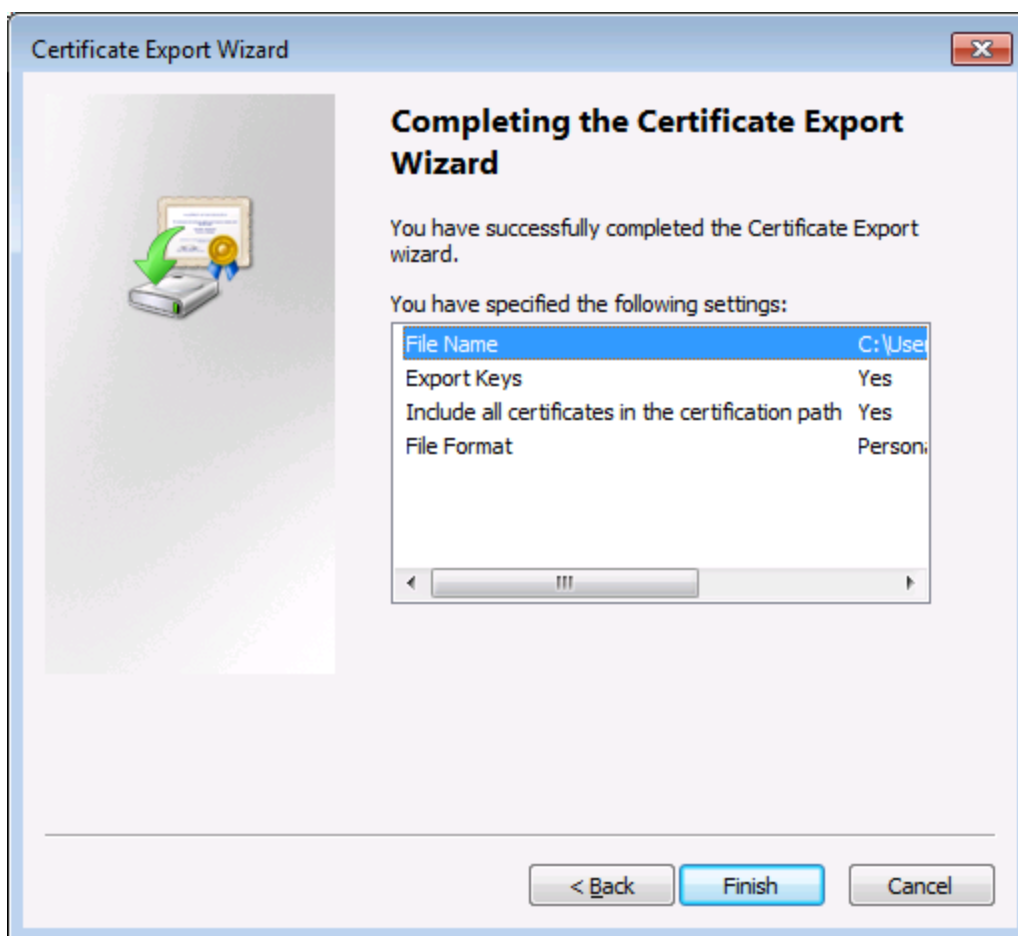 Certificate Export Wizard
Completing the Certificate Export
Wizard
You have successfully completed the Certificate Export
wizard.
You have specified the following settings:
File Name C:\User
Export Keys Yes
Include all certificates in the certification path Yes
File Format Persona
< Back Finish Cancel